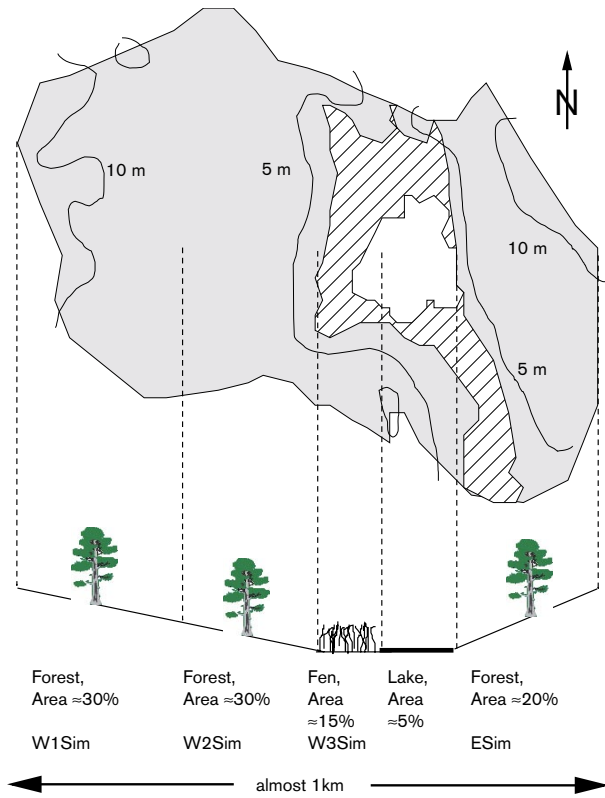 N
10 m
5 m
10 m
5 m
Forest,
Area ≈30%
W1Sim
Forest,
Area ≈30%
W2Sim
Fen,
Area
≈15%
W3Sim
Lake,
Area
≈5%
Forest,
Area ≈20%
ESim
almost 1km